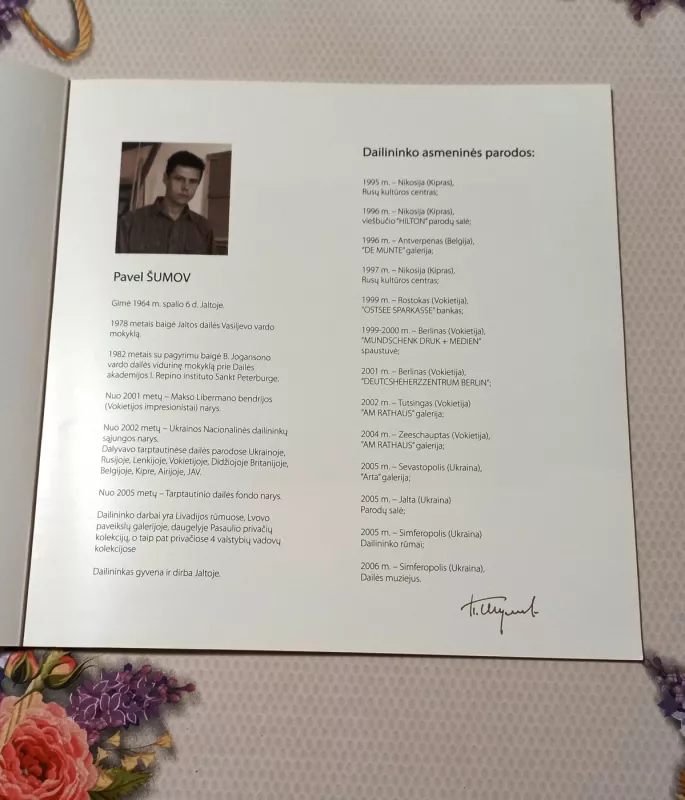 Pavel ŠUMOV
Gimė 1964 m. spalio 6 d. Jaltoje.
1978 metais baigė Jaltos dailės Vasiljevo vardo
mokyklą.
1982 metais su pagyrimu baigė B. Jogansono
vardo dailės vidurinę mokyklą prie Dailės
akademijos I. Repino instituto Sankt Peterburge.
Nuo 2001 metų – Makso Libermano bendrijos
(Vokietijos impresionistai) narys.
Nuo 2002 metų – Ukrainos Nacionalinės dailininkų
sąjungos narys.
Dalyvavo tarptautinėse dailės parodose Ukrainoje,
Rusijoje, Lenkijoje, Vokietijoje, Didžiojoje Britanijoje,
Belgijoje, Kipre, Airijoje, JAV.
Nuo 2005 metų – Tarptautinio dailės fondo narys.
Dailininko darbai yra Livadijos rūmuose, Lvovo
paveikslų galerijoje, daugelyje Pasaulio privačių
kolekcijų, o taip pat privačiose 4 valstybių vadovų
kolekcijose
Dailininkas gyvena ir dirba Jaltoje.
Dailininko asmeninės parodos:
1995 m. – Nikosija (Kipras),
Rusų kultūros centras;
1996 m. – Nikosija (Kipras),
viešbučio "HILTON" parodų salė;
1996 m. – Antverpenas (Belgija),
"DE MUNTE" galerija;
1997 m. – Nikosija (Kipras),
Rusų kultūros centras;
1999 m. – Rostokas (Vokietija),
"OSTSEE SPARKASSE" bankas;
1999-2000 m. – Berlinas (Vokietija),
"MUNDSCHENK DRUK + MEDIEN"
spaustuvė;
2001 m. – Berlinas (Vokietija),
"DEUTCSHEHERZZENTRUM BERLIN";
2002 m. – Tutsingas (Vokietija)
"AM RATHAUS" galerija;
2004 m. – Zeeschauptas (Vokietija),
"AM RATHAUS" galerija;
2005 m. – Sevastopolis (Ukraina),
"Arta" galerija;
2005 m. – Jalta (Ukraina)
Parodų salė;
2005 m. – Simferopolis (Ukraina)
Dailininko rūmai;
2006 m. – Simferopolis (Ukraina),
Dailės muziejus.